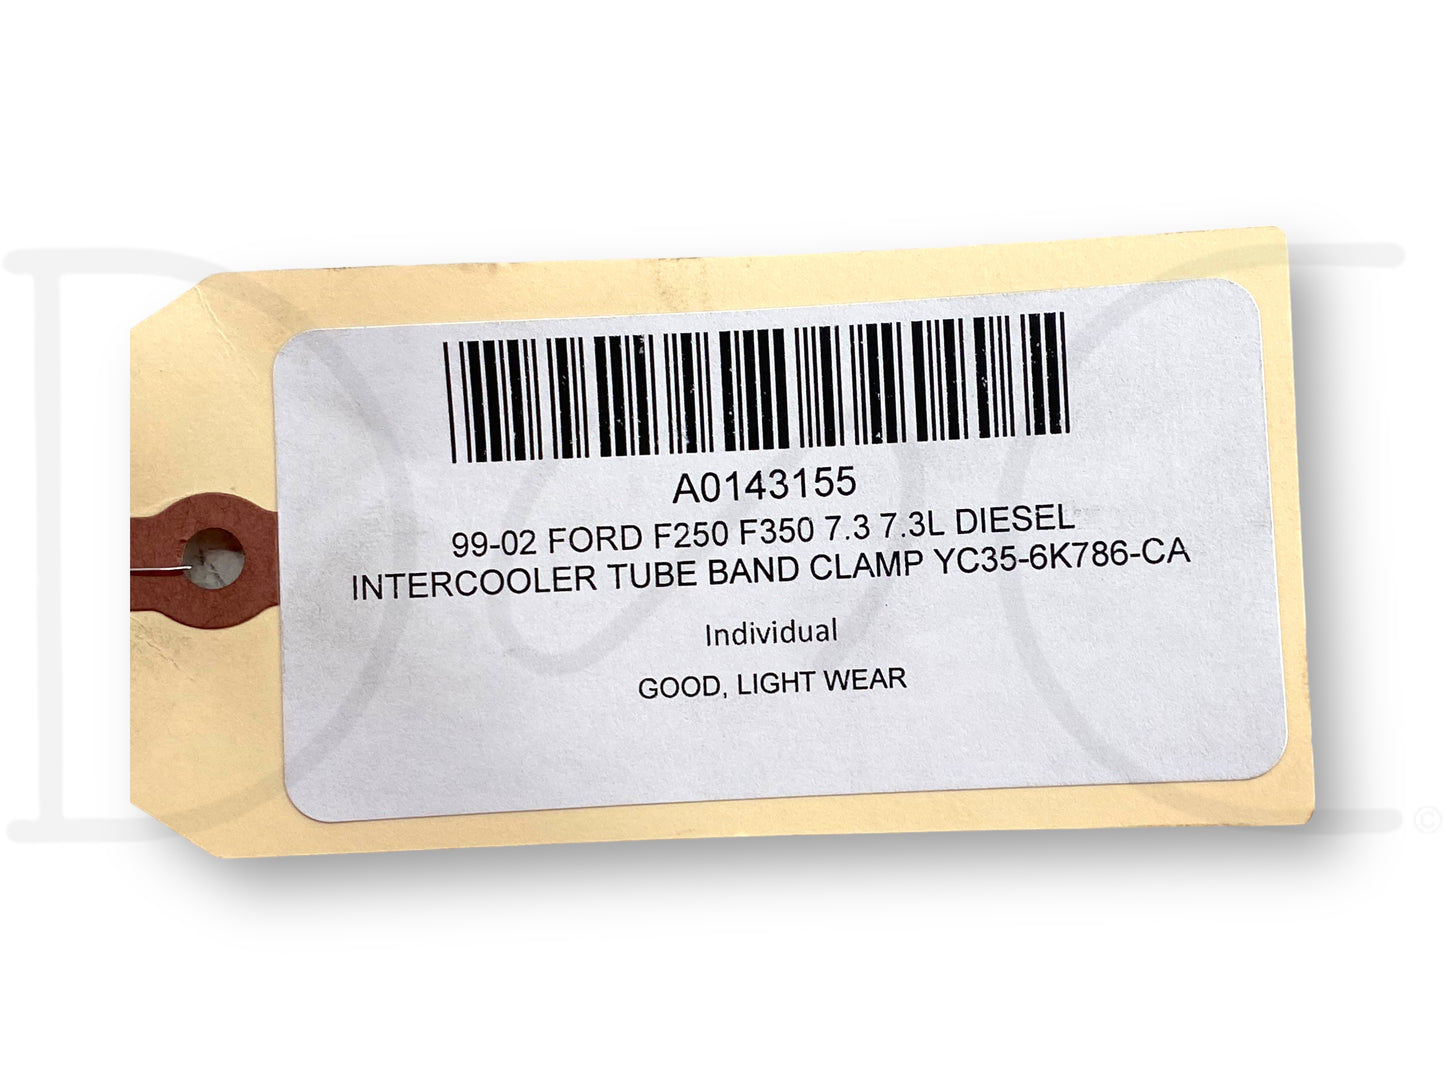 A0143155
99-02 FORD F250 F350 7.3 7.3L DIESEL
INTERCOOLER TUBE BAND CLAMP YC35-6K786-CA
Individual
GOOD, LIGHT WEAR
©